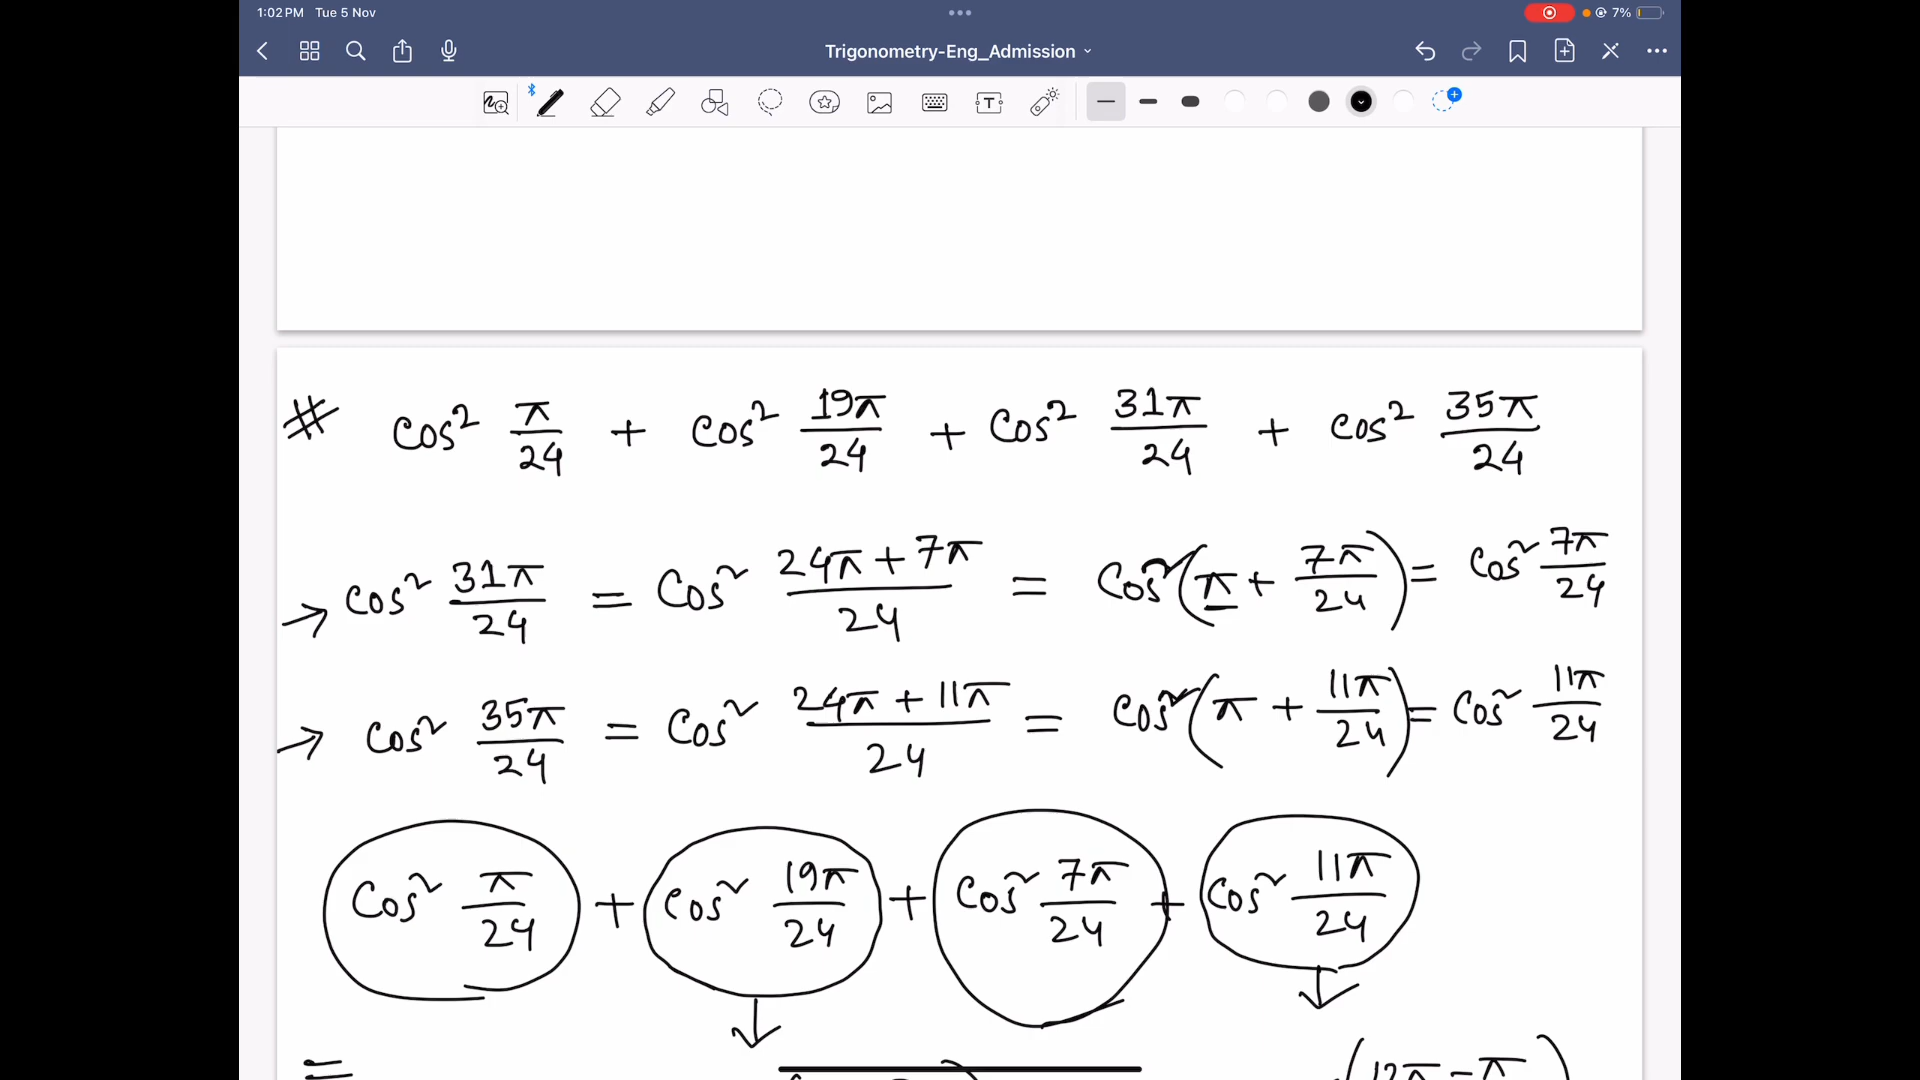 1:02 PM Tue 5 Nov
7%
Trigonometry-Eng_Admission
# cos² π/24 + cos² 19π/24 + cos² 31π/24 + cos² 35π/24
→ cos² 31π/24 = cos² (24π + 7π)/24 = cos² (π + 7π/24) = cos² 7π/24
→ cos² 35π/24 = cos² (24π + 11π)/24 = cos² (π + 11π/24) = cos² 11π/24
cos² π/24 + cos² 19π/24 + cos² 7π/24 + cos² 11π/24
=